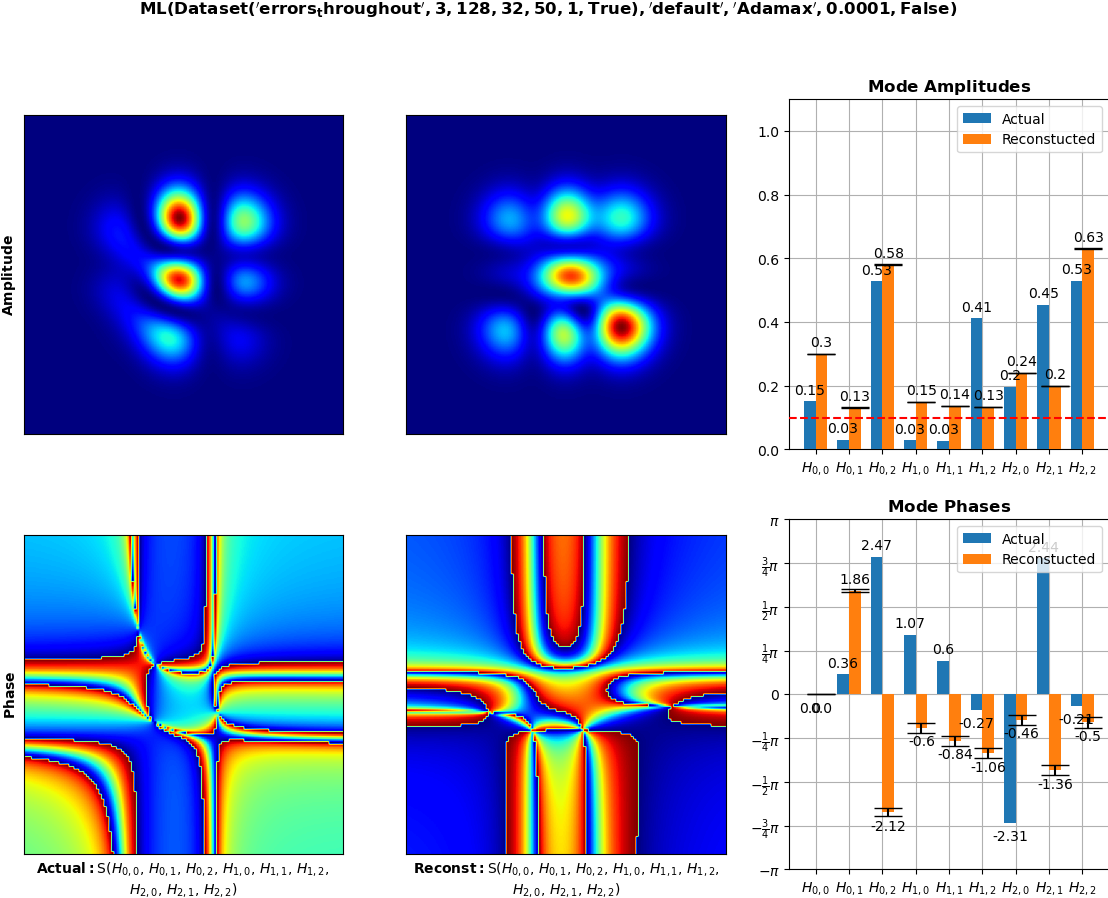 ML(Dataset('errors_throughout', 3, 128, 32, 50, 1, True), 'default', 'Adamax', 0.0001, False)
Amplitude
Mode Amplitudes
Actual
Reconstucted
1.0
0.8
0.6
0.4
0.2
0.0
0.15 0.3 0.03 0.13 0.53 0.58 0.03 0.15 0.03 0.14 0.41 0.13 0.2 0.24 0.45 0.2 0.53 0.63
H0,0 H0,1 H0,2 H1,0 H1,1 H1,2 H2,0 H2,1 H2,2
Phase
Mode Phases
Actual
Reconstucted
π
3/4π
1/2π
1/4π
0
−1/4π
−1/2π
−3/4π
−π
0.0 0.0 0.36 1.86 2.47 -2.12 1.07 -0.6 0.6 -0.84 -0.27 -1.06 -2.31 -0.46 2.44 -1.36 -0.21 -0.5
H0,0 H0,1 H0,2 H1,0 H1,1 H1,2 H2,0 H2,1 H2,2
Actual: S(H0,0, H0,1, H0,2, H1,0, H1,1, H1,2,
H2,0, H2,1, H2,2)
Reconst: S(H0,0, H0,1, H0,2, H1,0, H1,1, H1,2,
H2,0, H2,1, H2,2)